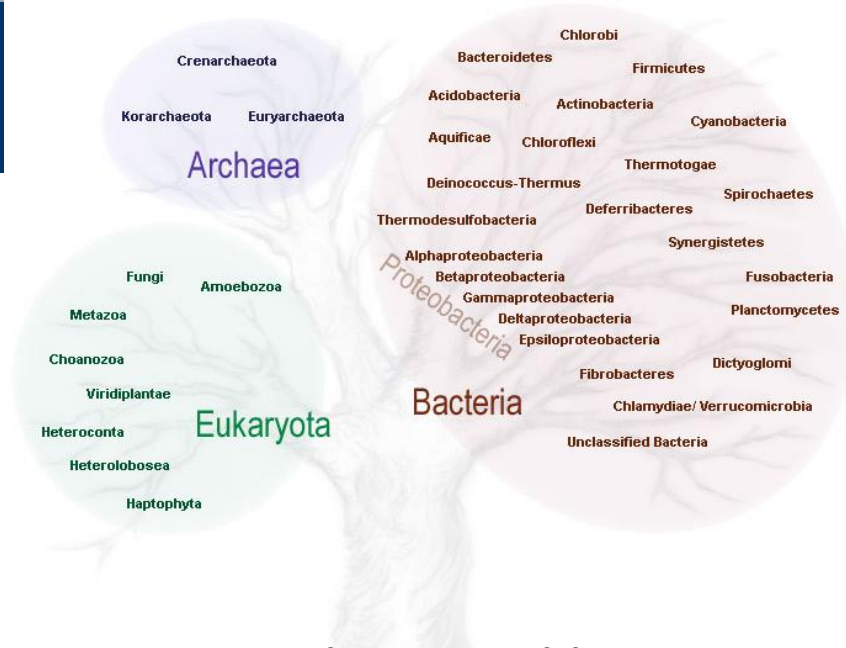 Crenarchaeota
Korarchaeota Euryarchaeota
Archaea
Chlorobi
Bacteroidetes
Firmicutes
Acidobacteria
Actinobacteria
Cyanobacteria
Aquificae
Chloroflexi
Thermotogae
Deinococcus-Thermus
Spirochaetes
Deferribacteres
Thermodesulfobacteria
Synergistetes
Alphaproteobacteria
Betaproteobacteria
Gammaproteobacteria
Deltaproteobacteria
Epsiloproteobacteria
Proteobacteria
Fusobacteria
Planctomycetes
Dictyoglomi
Fibrobacteres
Chlamydiae/ Verrucomicrobia
Unclassified Bacteria
Bacteria
Fungi
Amoebozoa
Metazoa
Choanozoa
Viridiplantae
Heteroconta
Eukaryota
Heterolobosea
Haptophyta